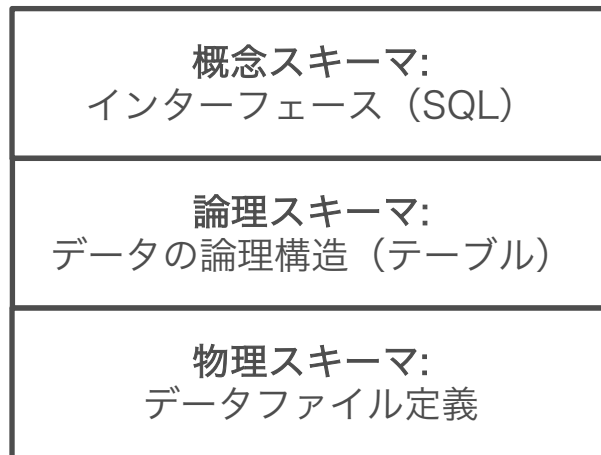 概念スキーマ:
インターフェース（SQL）
論理スキーマ:
データの論理構造（テーブル）
物理スキーマ:
データファイル定義